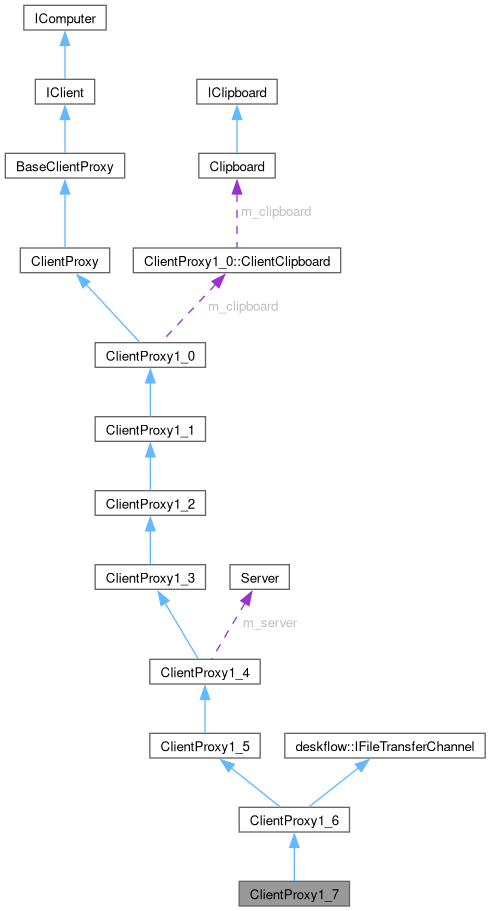 IComputer
IClient
IClipboard
BaseClientProxy
Clipboard
m_clipboard
ClientProxy
ClientProxy1_0::ClientClipboard
m_clipboard
ClientProxy1_0
ClientProxy1_1
ClientProxy1_2
ClientProxy1_3
Server
m_server
ClientProxy1_4
ClientProxy1_5
deskflow::IFileTransferChannel
ClientProxy1_6
ClientProxy1_7